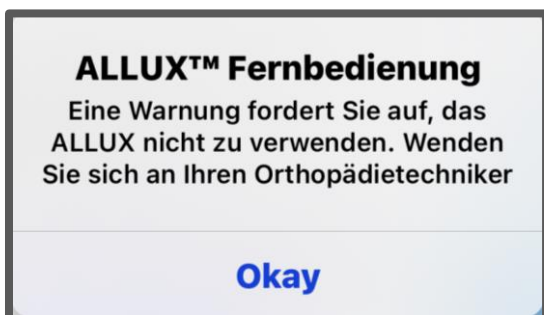 ALLUX™ Fernbedienung
Eine Warnung fordert Sie auf, das
ALLUX nicht zu verwenden. Wenden
Sie sich an Ihren Orthopädietechniker
Okay